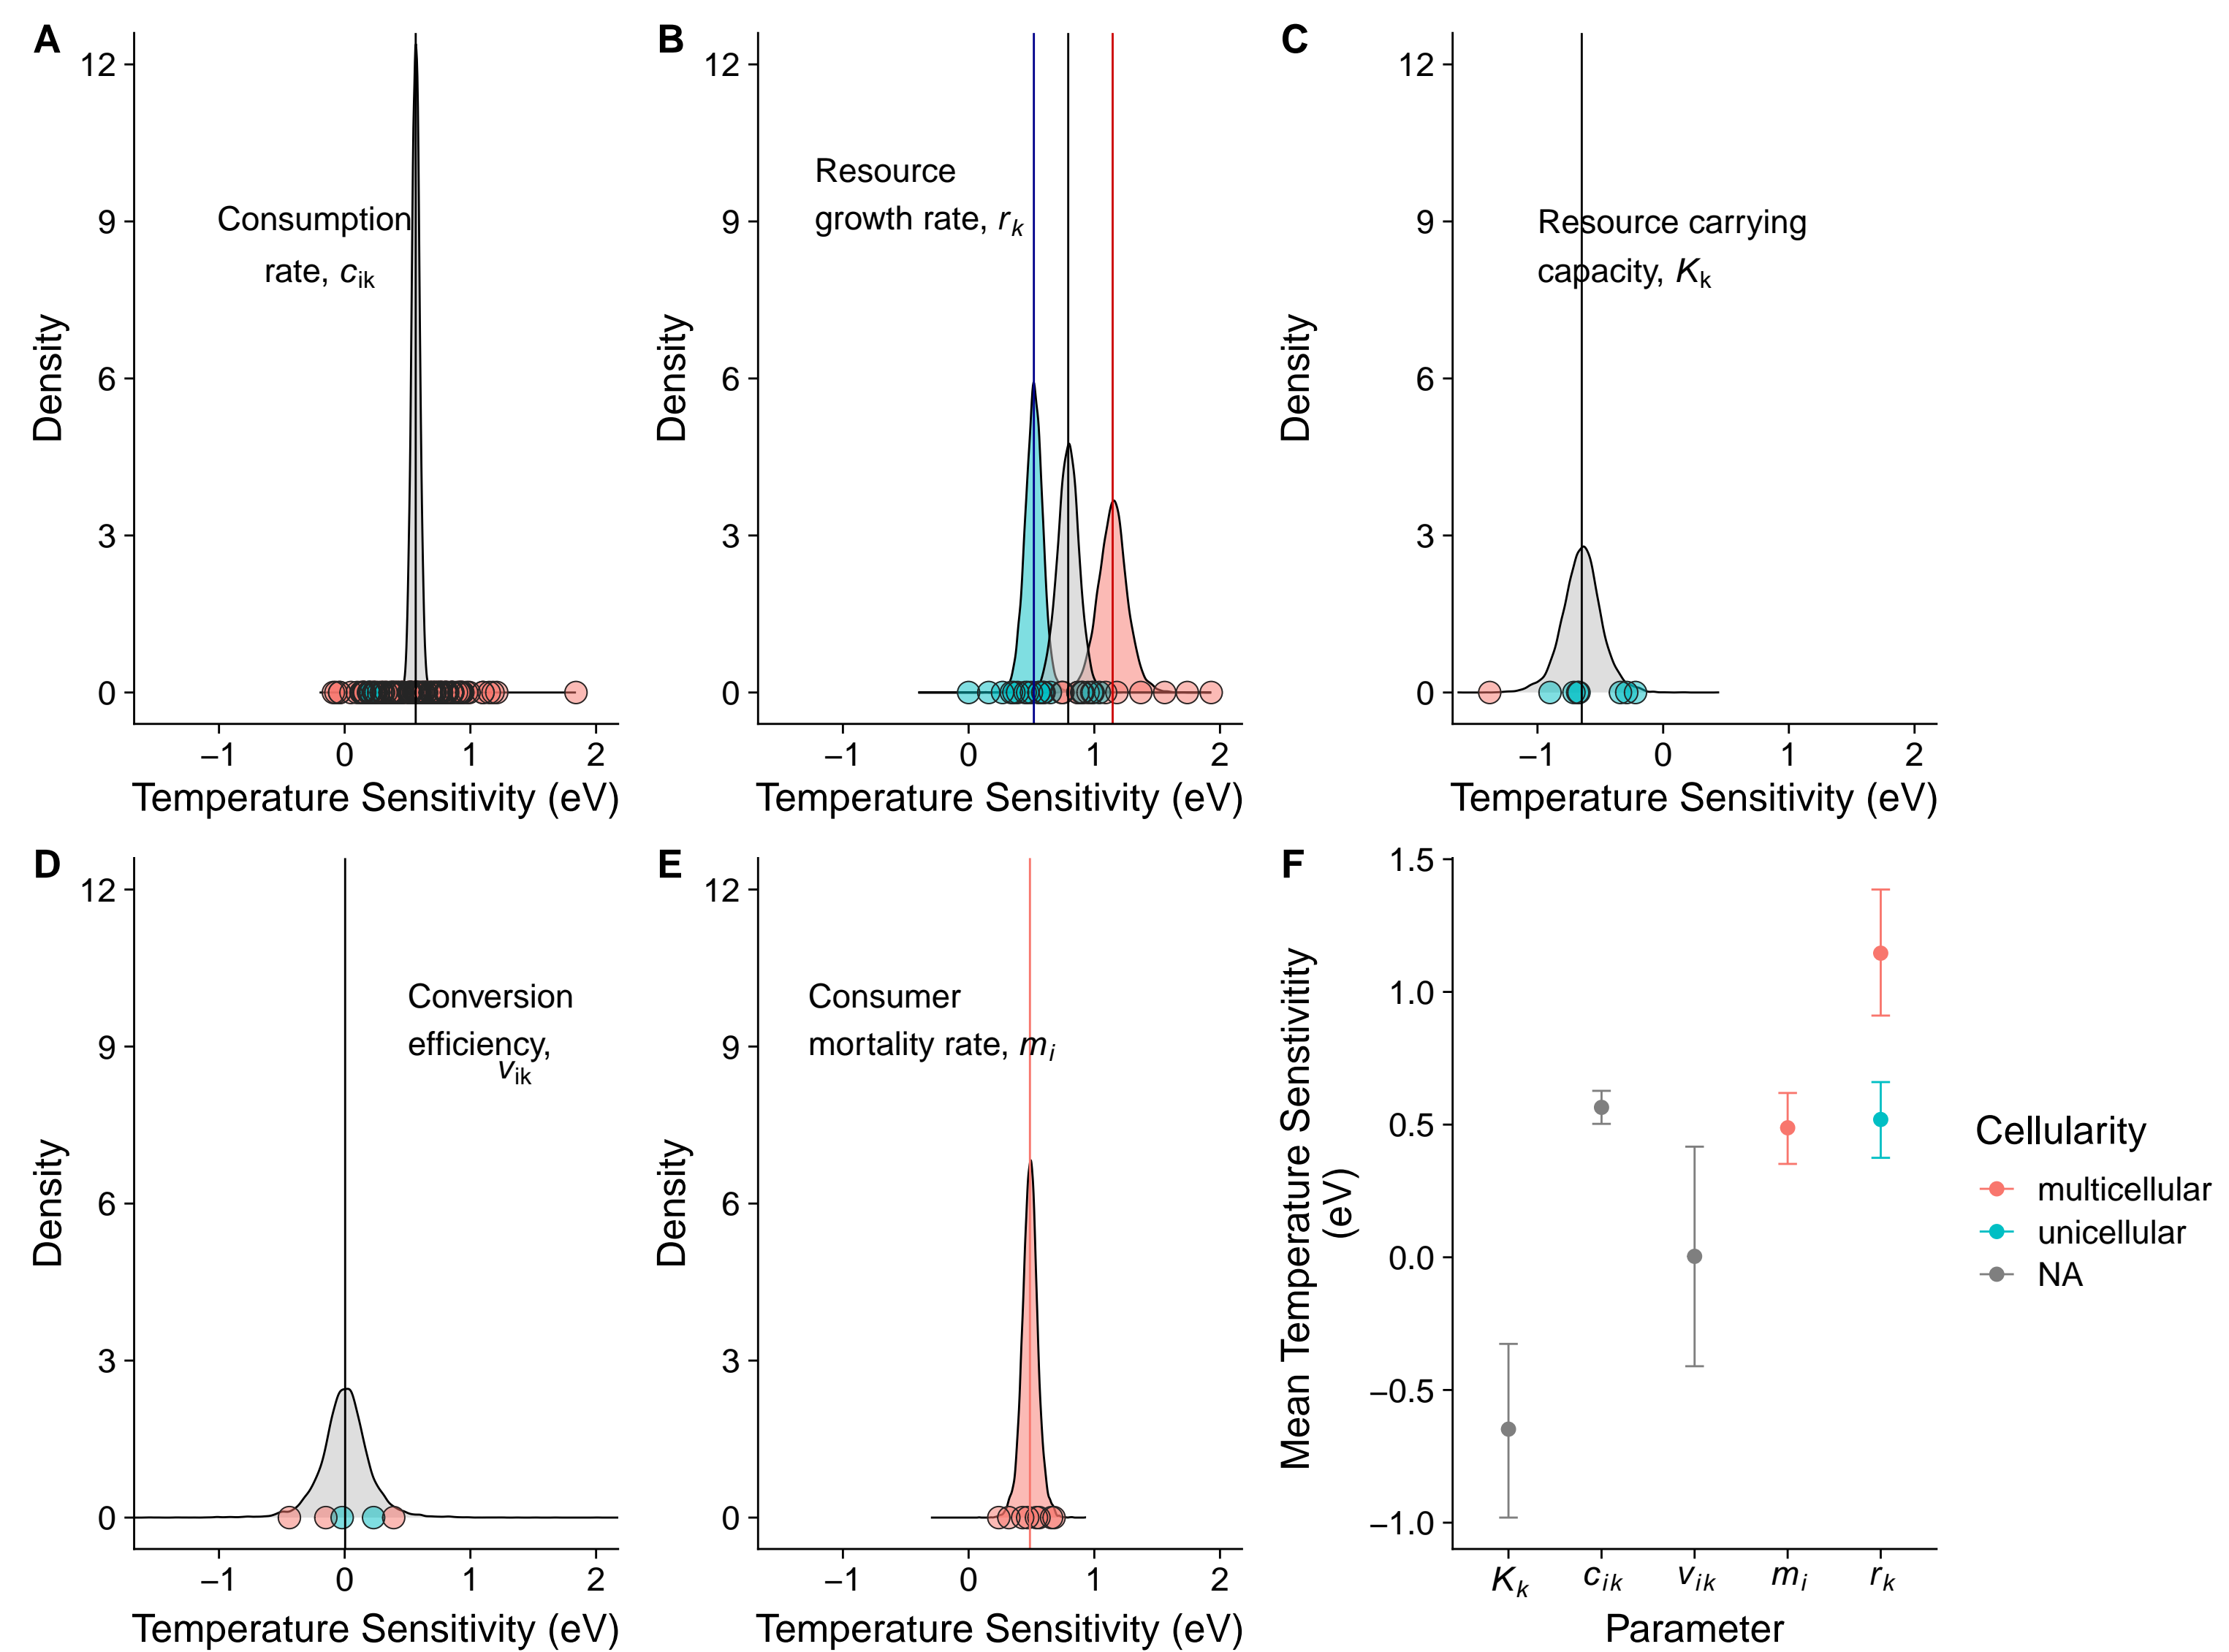 A
12
9
6
3
0
Density
Consumption
rate, cik
−1 0 1 2
Temperature Sensitivity (eV)
B
12
9
6
3
0
Density
Resource
growth rate, rk
−1 0 1 2
Temperature Sensitivity (eV)
C
12
9
6
3
0
Density
Resource carrying
capacity, Kk
−1 0 1 2
Temperature Sensitivity (eV)
D
12
9
6
3
0
Density
Conversion
efficiency,
vik
−1 0 1 2
Temperature Sensitivity (eV)
E
12
9
6
3
0
Density
Consumer
mortality rate, mi
−1 0 1 2
Temperature Sensitivity (eV)
F
1.5
1.0
0.5
0.0
−0.5
−1.0
Mean Temperature Senstivitity
(eV)
Kk cik vik mi rk
Parameter
Cellularity
multicellular
unicellular
NA